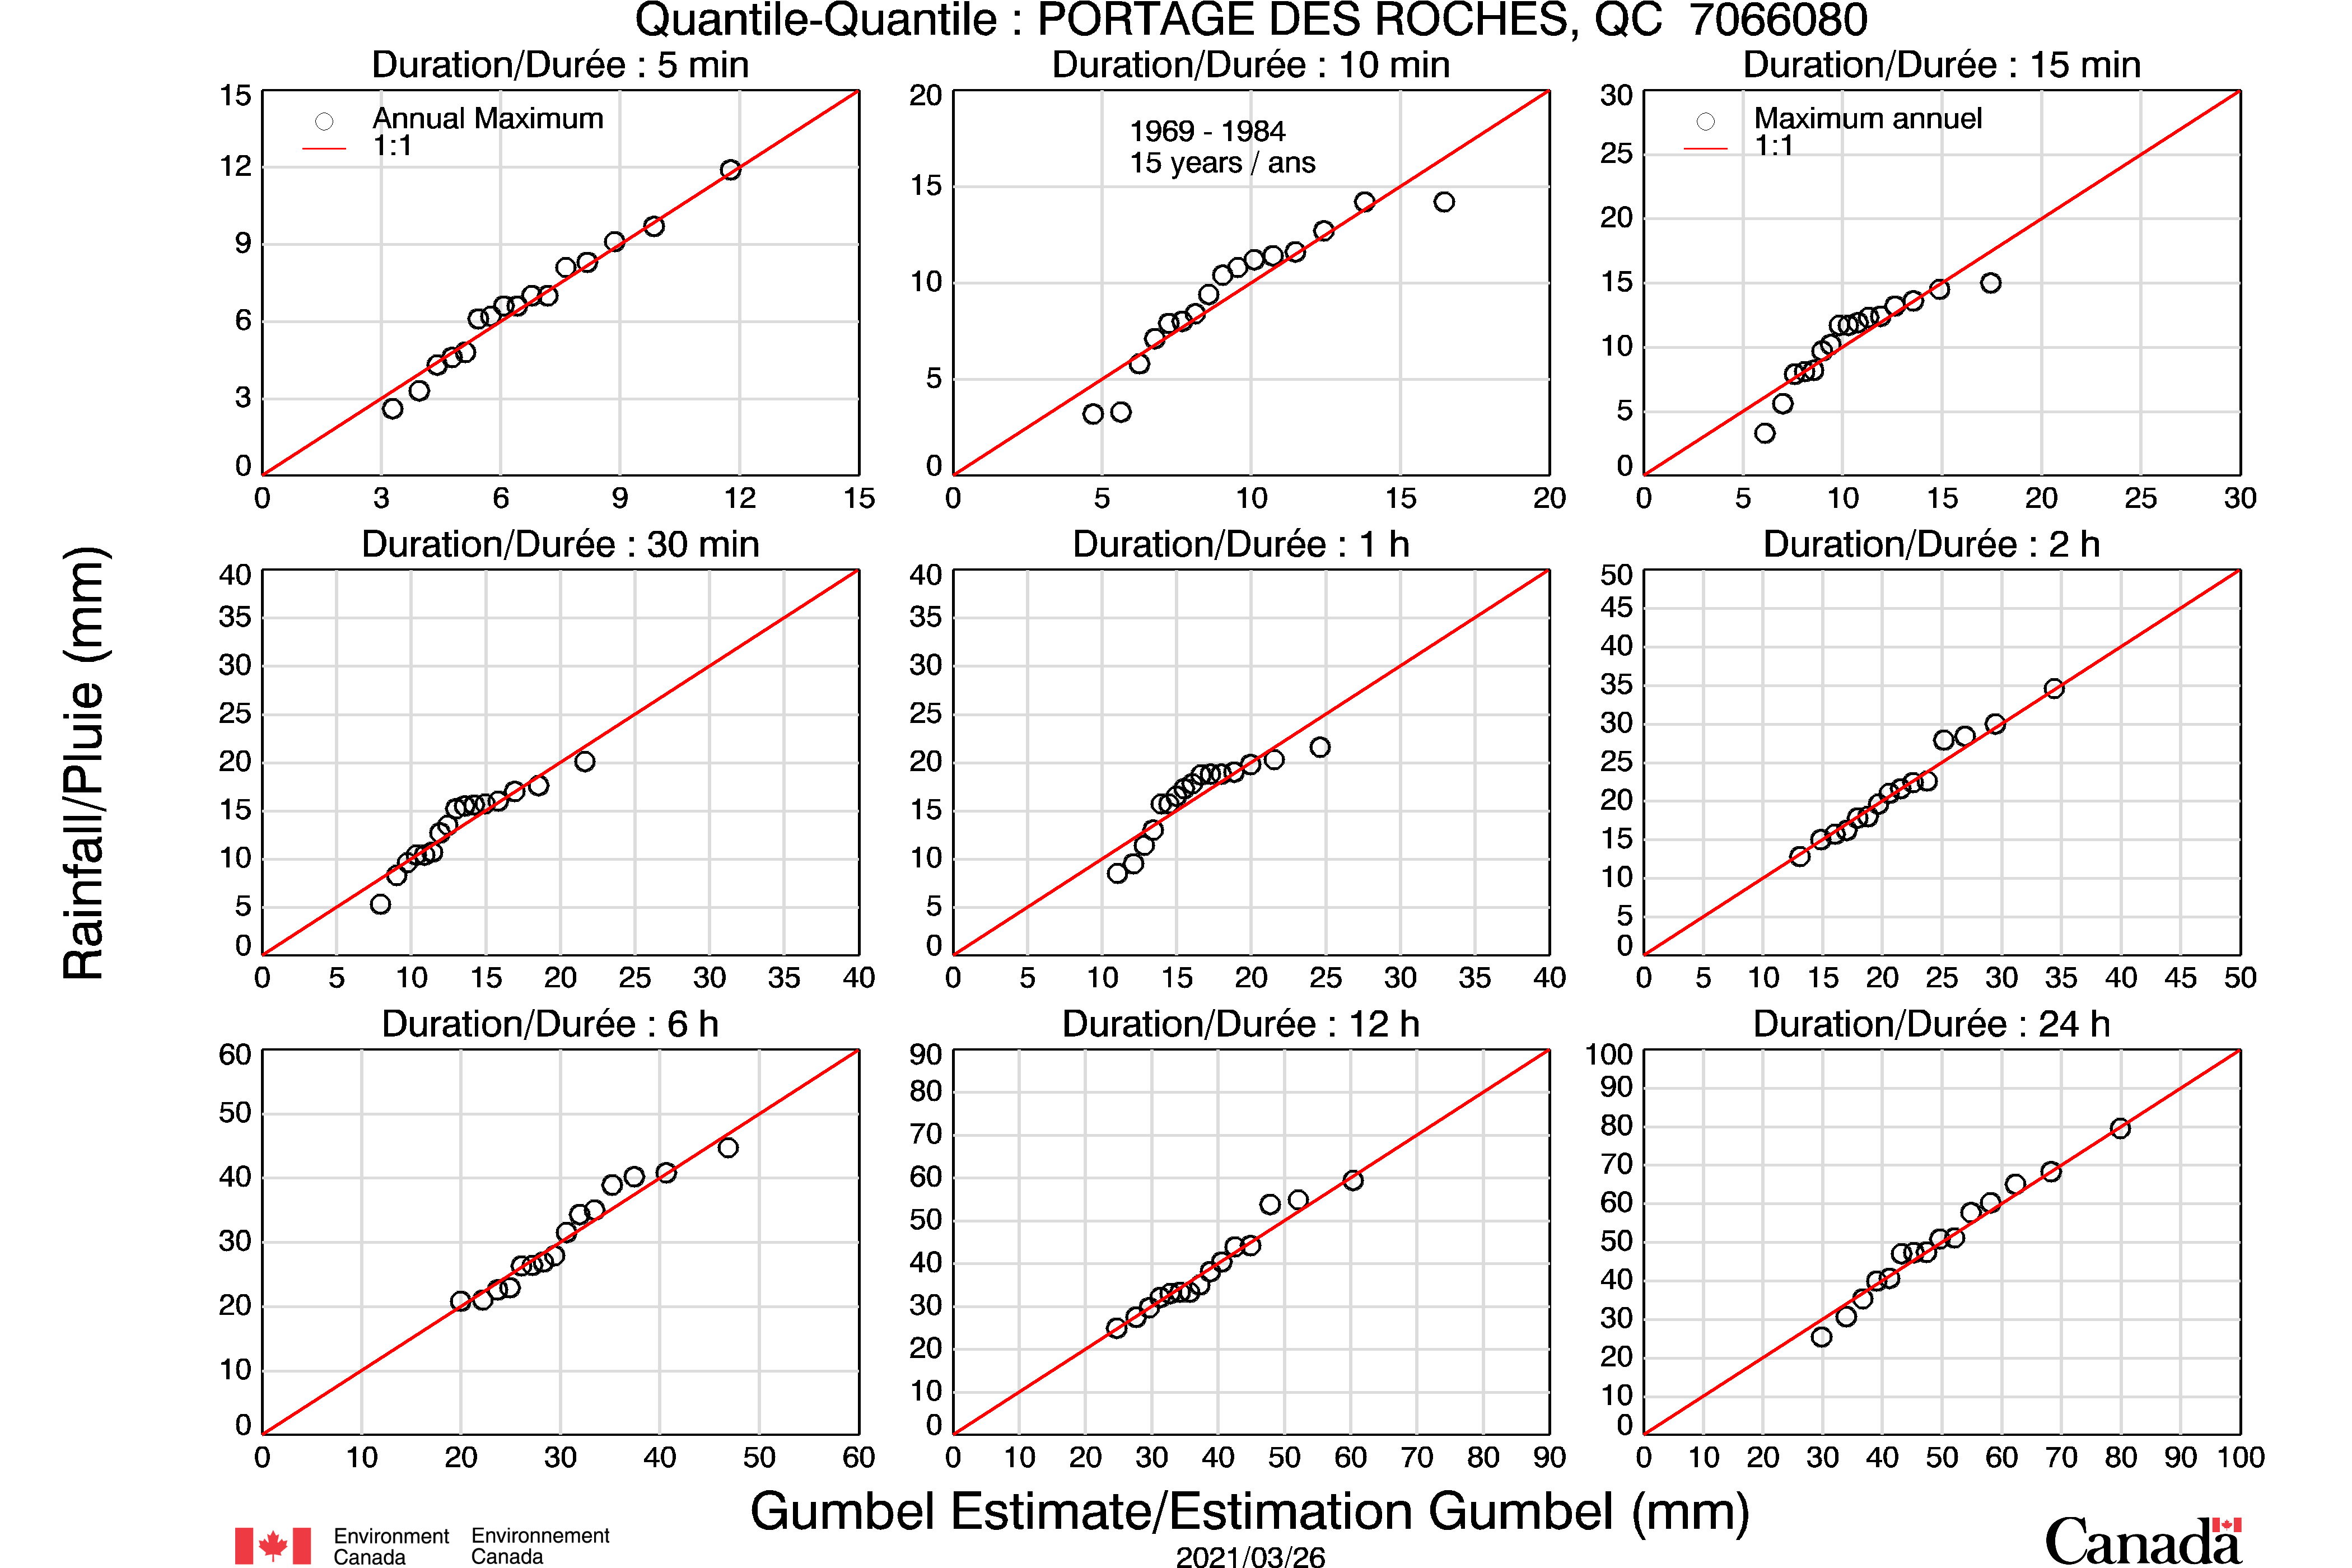 Quantile-Quantile : PORTAGE DES ROCHES, QC 7066080
Duration/Durée : 5 min
15
12
9
6
3
0
0 3 6 9 12 15
Annual Maximum
1:1
Duration/Durée : 10 min
20
15
10
5
0
0 5 10 15 20
1969 - 1984
15 years / ans
Duration/Durée : 15 min
30
25
20
15
10
5
0
0 5 10 15 20 25 30
Maximum annuel
1:1
Rainfall/Pluie (mm)
Duration/Durée : 30 min
40
35
30
25
20
15
10
5
0
0 5 10 15 20 25 30 35 40
Duration/Durée : 1 h
40
35
30
25
20
15
10
5
0
0 5 10 15 20 25 30 35 40
Duration/Durée : 2 h
50
45
40
35
30
25
20
15
10
5
0
0 5 10 15 20 25 30 35 40 45 50
Duration/Durée : 6 h
60
50
40
30
20
10
0
0 10 20 30 40 50 60
Duration/Durée : 12 h
90
80
70
60
50
40
30
20
10
0
0 10 20 30 40 50 60 70 80 90
Duration/Durée : 24 h
100
90
80
70
60
50
40
30
20
10
0
0 10 20 30 40 50 60 70 80 90 100
Gumbel Estimate/Estimation Gumbel (mm)
Environment Canada
Environnement Canada
2021/03/26
Canada